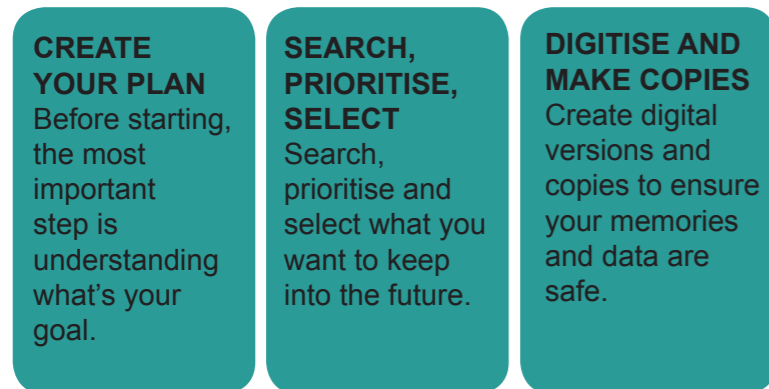 CREATE
YOUR PLAN
Before starting,
the most
important
step is
understanding
what’s your
goal.
SEARCH,
PRIORITISE,
SELECT
Search,
prioritise and
select what you
want to keep
into the future.
DIGITISE AND
MAKE COPIES
Create digital
versions and
copies to ensure
your memories
and data are
safe.